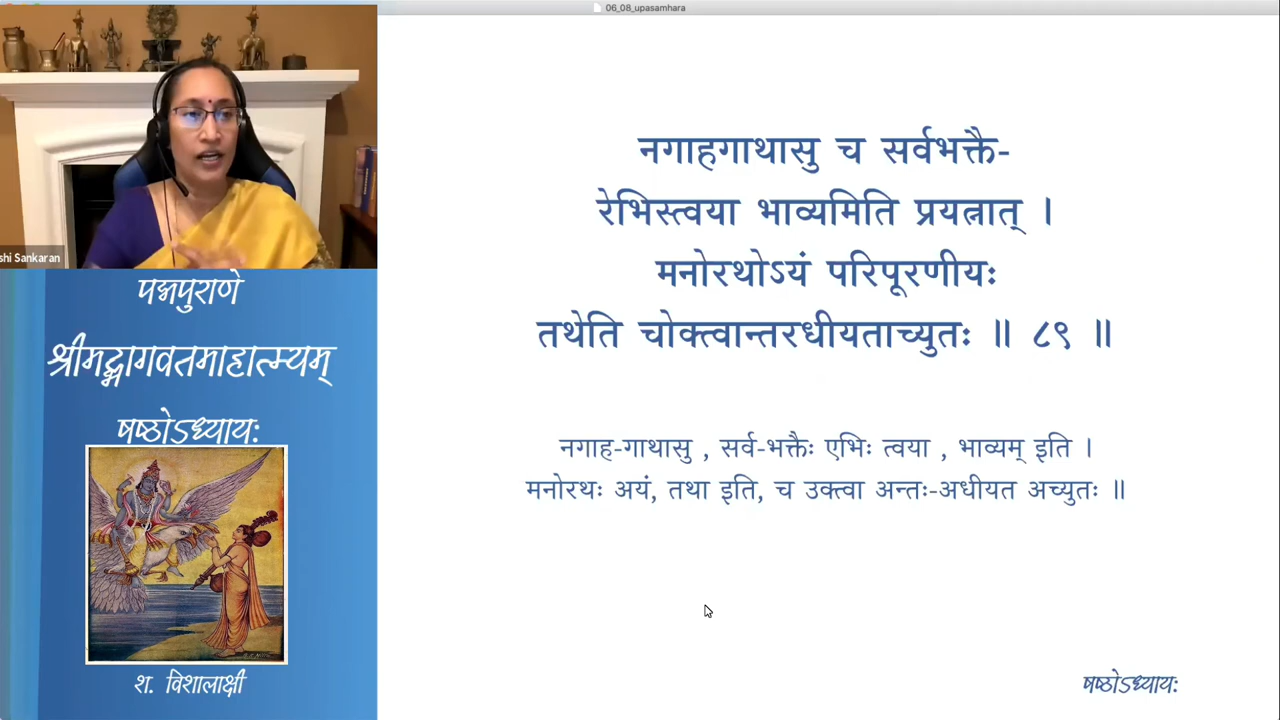 06_08_upasamhara
नगाहगाथासु च सर्वभक्तै-
रेभिस्त्वया भाव्यमिति प्रयत्नात् ।
मनोरथोऽयं परिपूरणीयः
तथेति चोक्त्वान्तरधीयताच्युतः ॥ ८९ ॥
नगाह-गाथासु , सर्व-भक्तैः एभिः त्वया , भाव्यम् इति ।
मनोरथः अयं, तथा इति, च उक्त्वा अन्तः-अधीयत अच्युतः ॥
shi Sankaran
पद्मपुराणे
श्रीमद्भागवतमाहात्म्यम्
षष्ठोऽध्यायः
श. विशालाक्षी
षष्ठोऽध्यायः